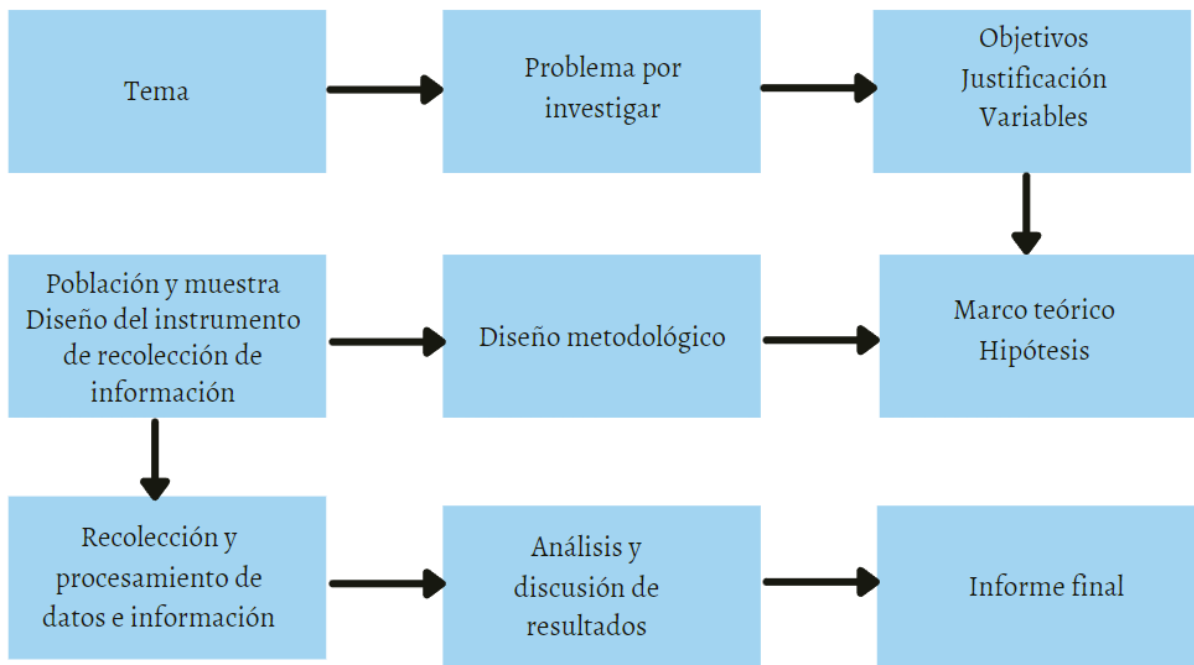 Tema
Problema por
investigar
Objetivos
Justificación
Variables
Población y muestra
Diseño del instrumento
de recolección de
información
Diseño metodológico
Marco teórico
Hipótesis
Recolección y
procesamiento de
datos e información
Análisis y
discusión de
resultados
Informe final